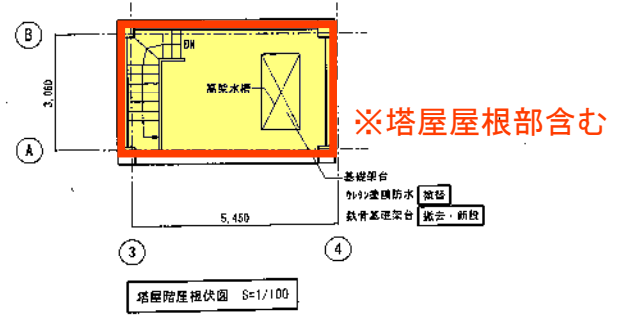 B
DN
高架水槽
3,060
※塔屋屋根部含む
A
基礎架台
ウレタン塗膜防水 撤替
5,450
鉄骨基礎架台 撤去・新設
3
4
塔屋階屋根伏図 S=1/100